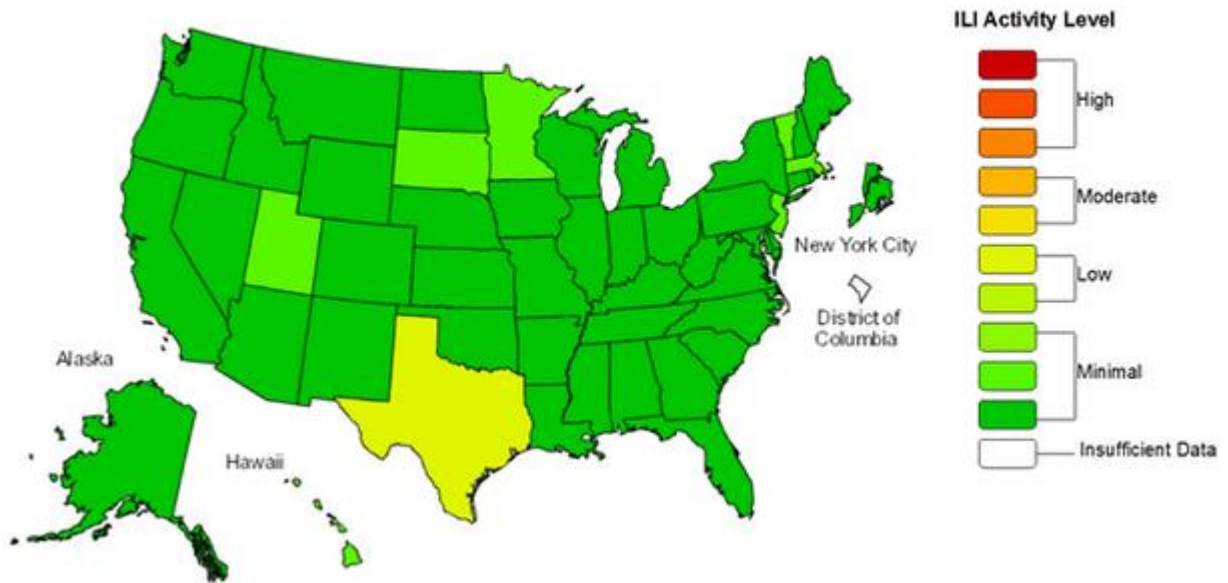 ILI Activity Level
High
Moderate
Low
Minimal
Insufficient Data
New York City
District of
Columbia
Alaska
Hawaii